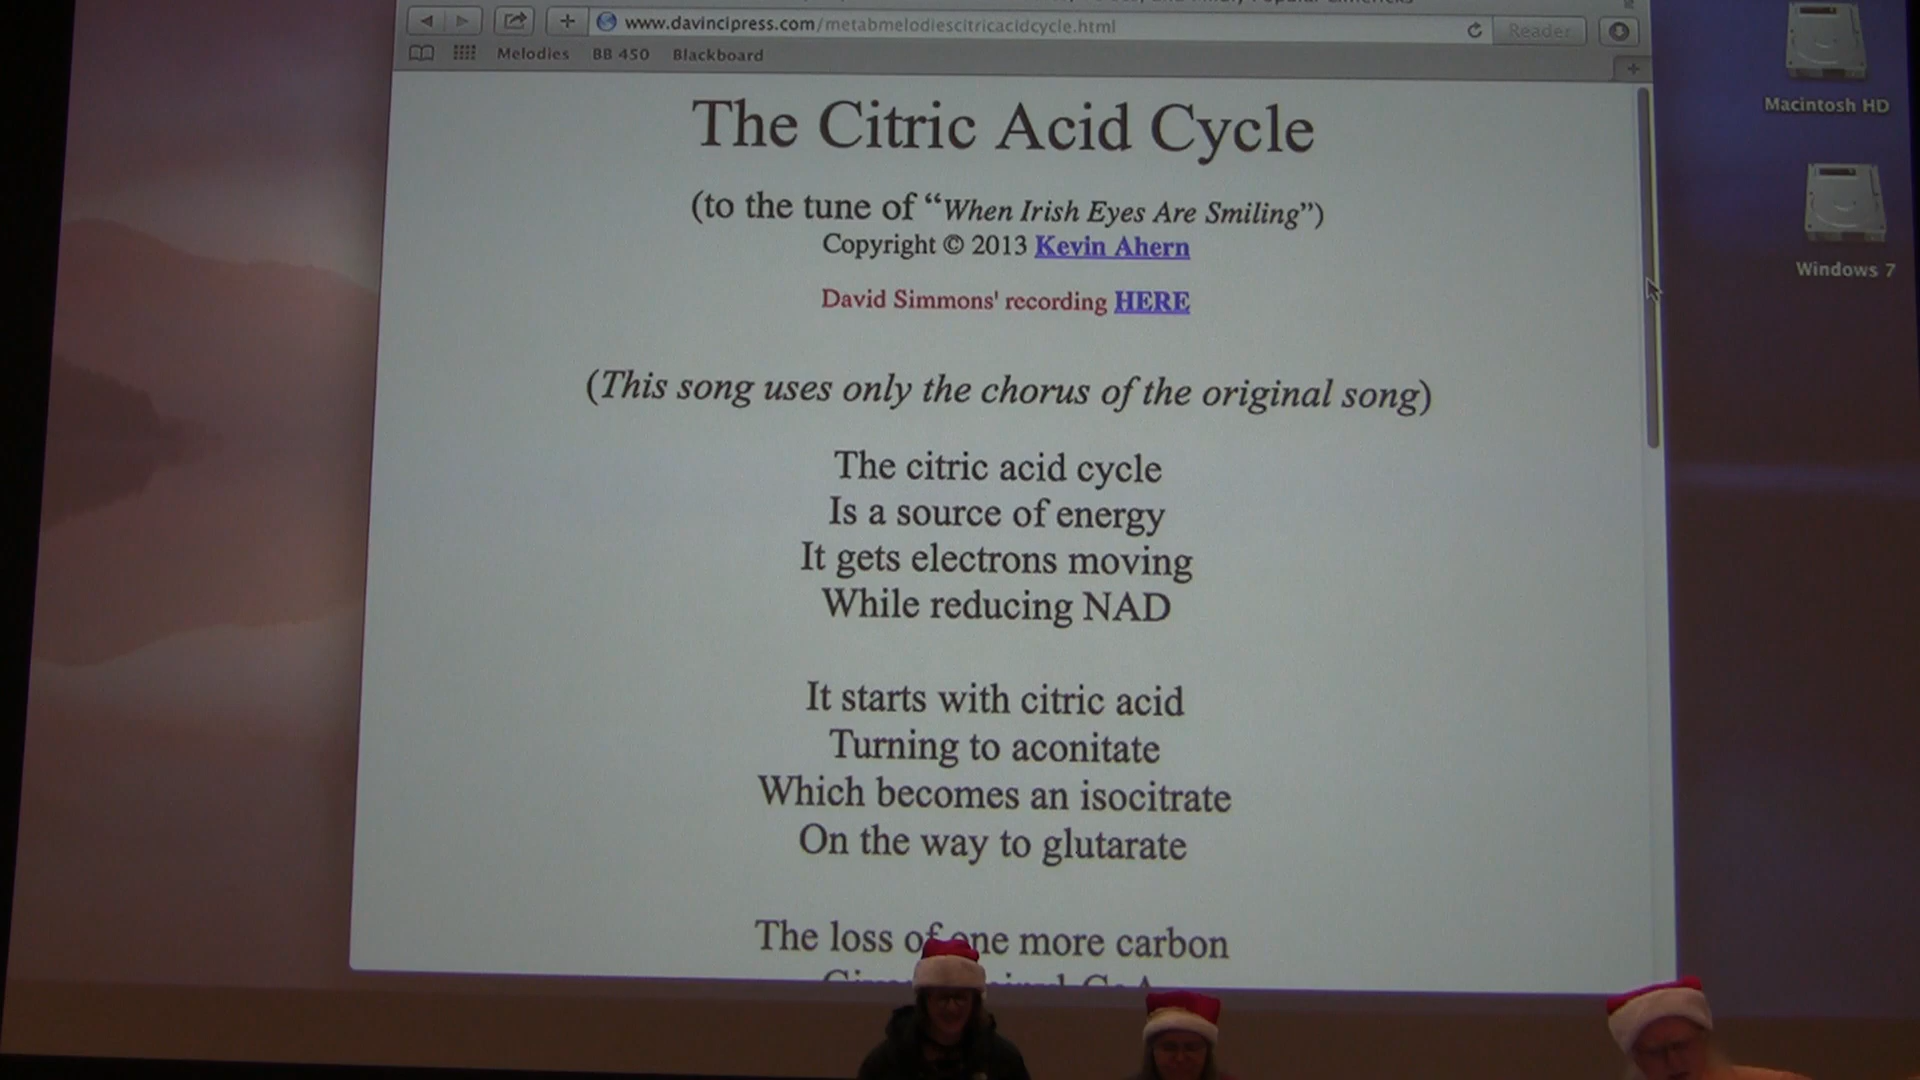 www.davincipress.com/metabmelodiescitricacidcycle.html
Reader
Melodies BB 450 Blackboard
Macintosh HD
Windows 7
The Citric Acid Cycle
(to the tune of “When Irish Eyes Are Smiling”)
Copyright © 2013 Kevin Ahern
David Simmons' recording HERE
(This song uses only the chorus of the original song)
The citric acid cycle
Is a source of energy
It gets electrons moving
While reducing NAD
It starts with citric acid
Turning to aconitate
Which becomes an isocitrate
On the way to glutarate
The loss of one more carbon